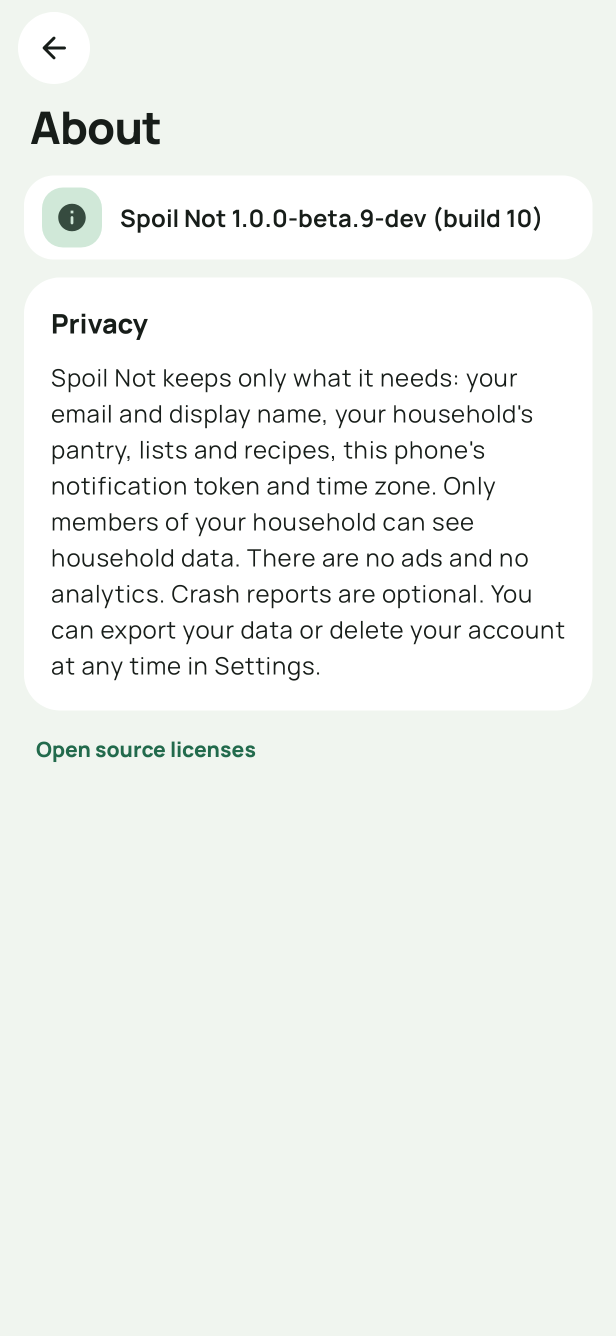 About
Spoil Not 1.0.0-beta.9-dev (build 10)
Privacy
Spoil Not keeps only what it needs: your
email and display name, your household's
pantry, lists and recipes, this phone's
notification token and time zone. Only
members of your household can see
household data. There are no ads and no
analytics. Crash reports are optional. You
can export your data or delete your account
at any time in Settings.
Open source licenses